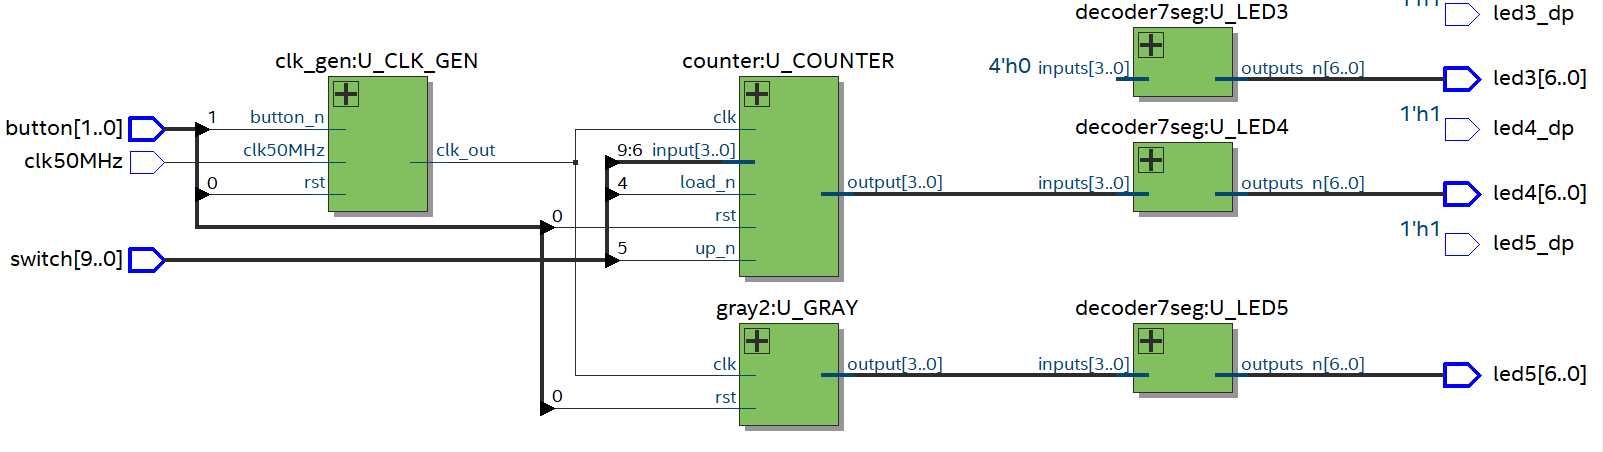 decoder7seg:U_LED3
1'h1
led3_dp
4'h0
inputs[3..0]
outputs_n[6..0]
led3[6..0]
clk_gen:U_CLK_GEN
counter:U_COUNTER
button[1..0]
1
button_n
clk
1'h1
led4_dp
decoder7seg:U_LED4
clk50MHz
clk50MHz
clk_out
9:6
input[3..0]
0
rst
4
load_n
output[3..0]
inputs[3..0]
outputs_n[6..0]
led4[6..0]
0
rst
1'h1
led5_dp
switch[9..0]
5
up_n
gray2:U_GRAY
decoder7seg:U_LED5
clk
output[3..0]
inputs[3..0]
outputs_n[6..0]
led5[6..0]
0
rst